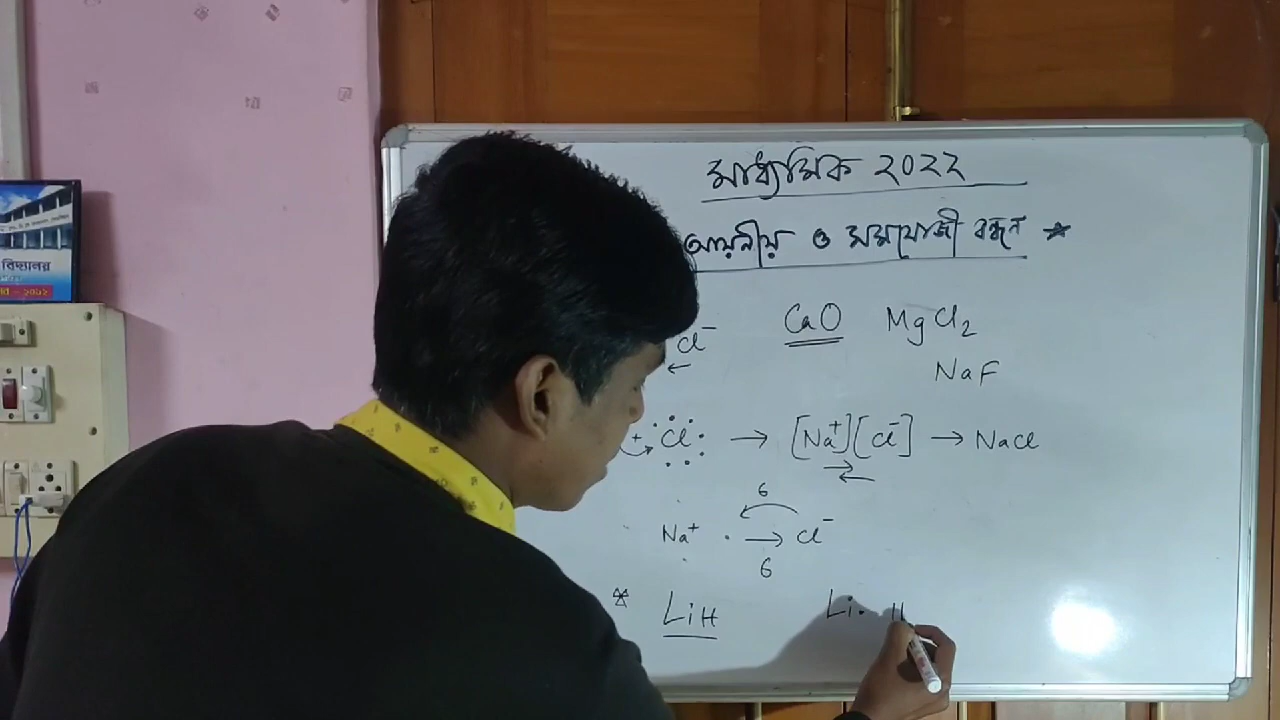 মাধ্যমিক ২০২২
আয়নীয় ও সমযোজী বন্ধন *
Cl⁻ CaO MgCl₂
←
NaF
+ Cl → [Na⁺][Cl⁻] → NaCl
6
Na⁺ · → Cl⁻
6
* LiH Li· H
বিদ্যালয়
২০১২